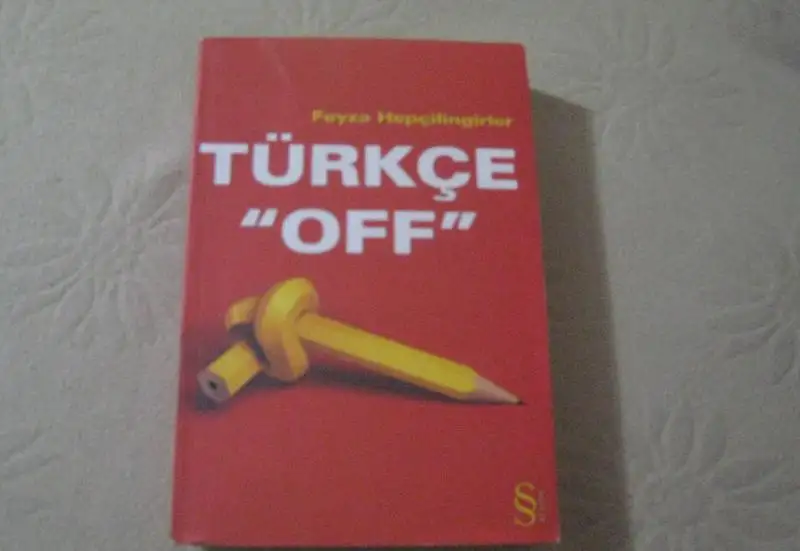 Feyza Hepçilingirler
TÜRKÇE
"OFF"